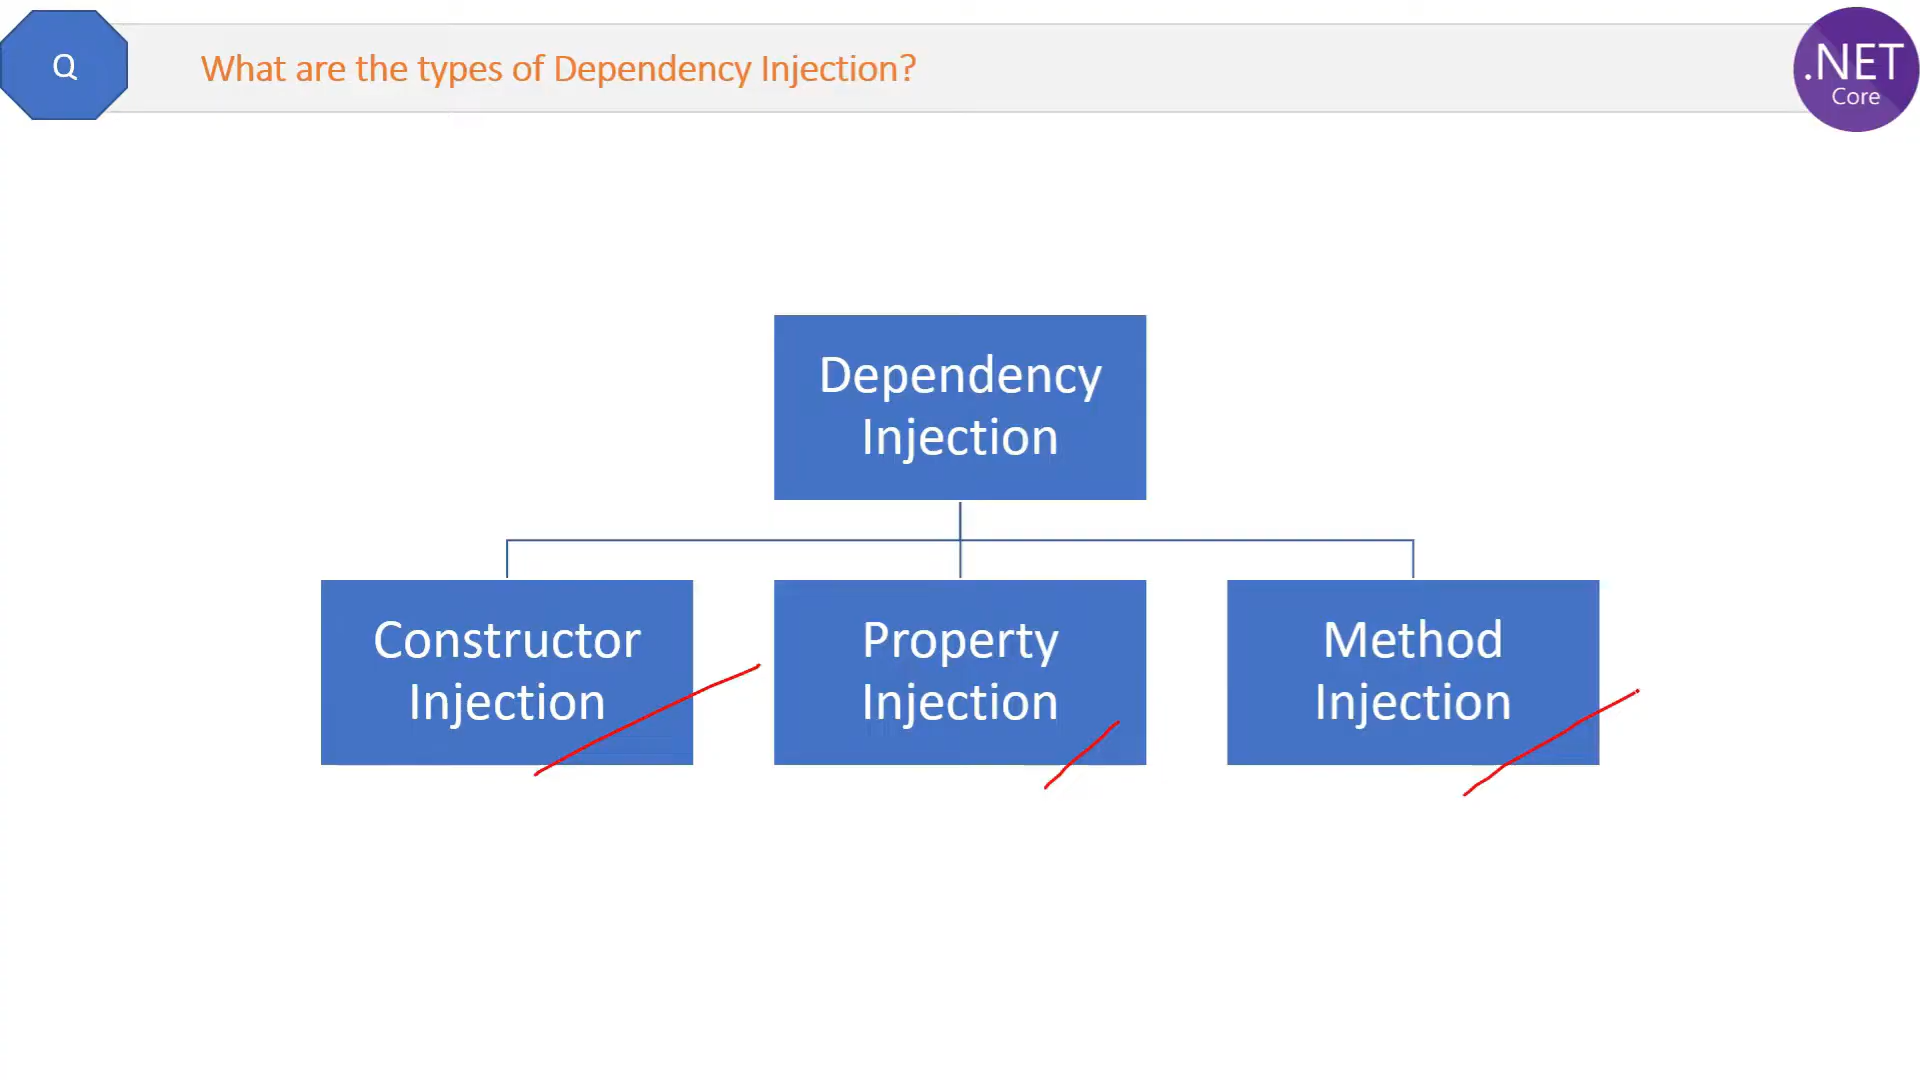 Q
What are the types of Dependency Injection?
.NET
Core
Dependency
Injection
Constructor
Injection
Property
Injection
Method
Injection